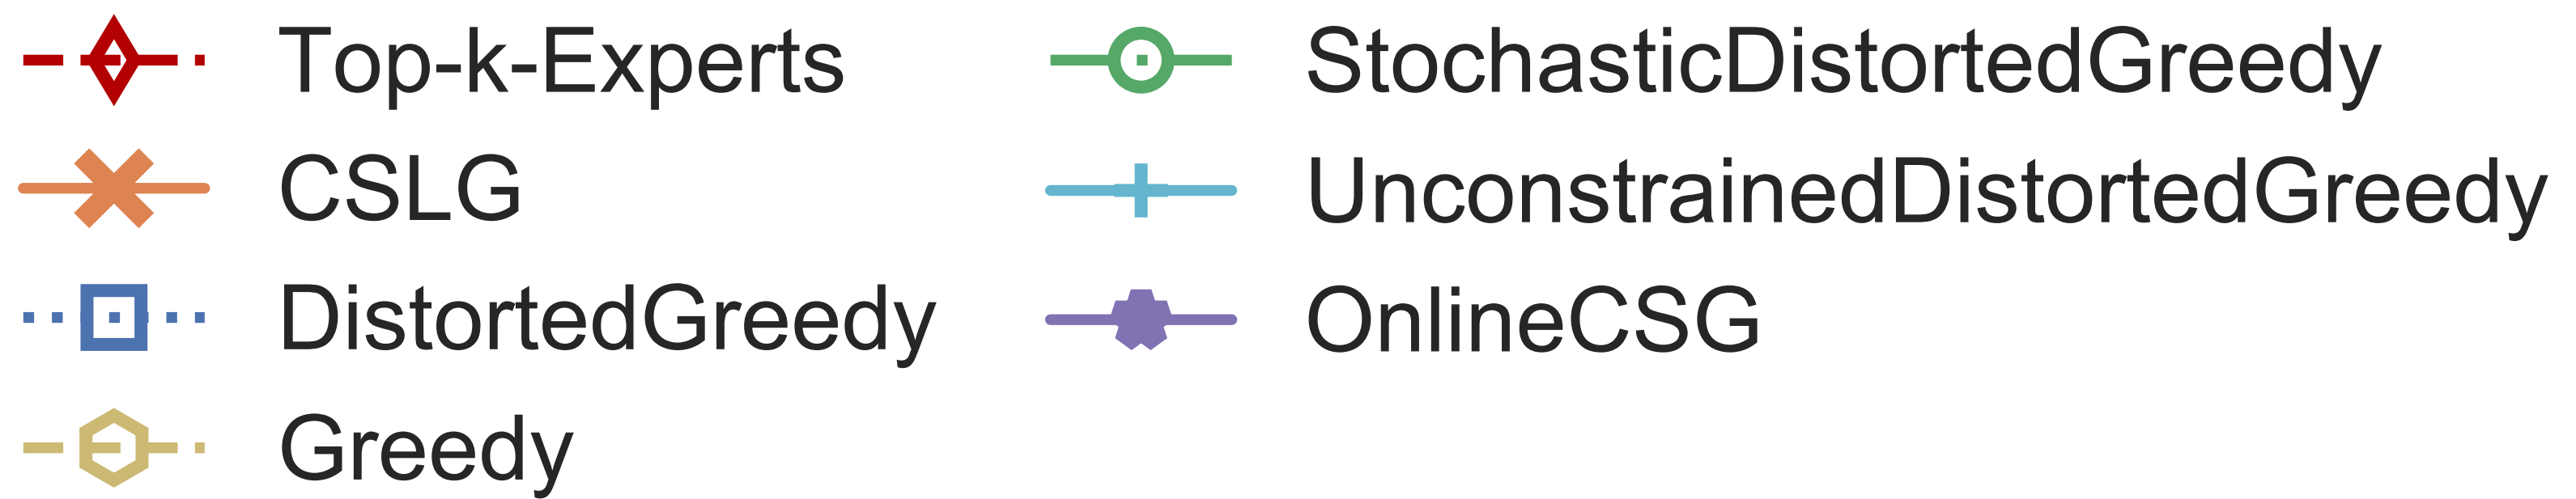 Top-k-Experts
CSLG
DistortedGreedy
Greedy
StochasticDistortedGreedy
UnconstrainedDistortedGreedy
OnlineCSG